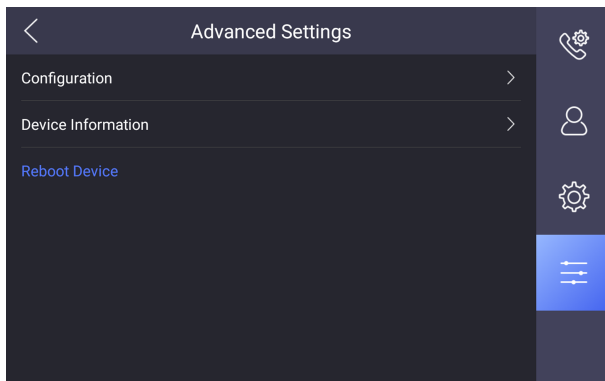 Advanced Settings
Configuration
Device Information
Reboot Device